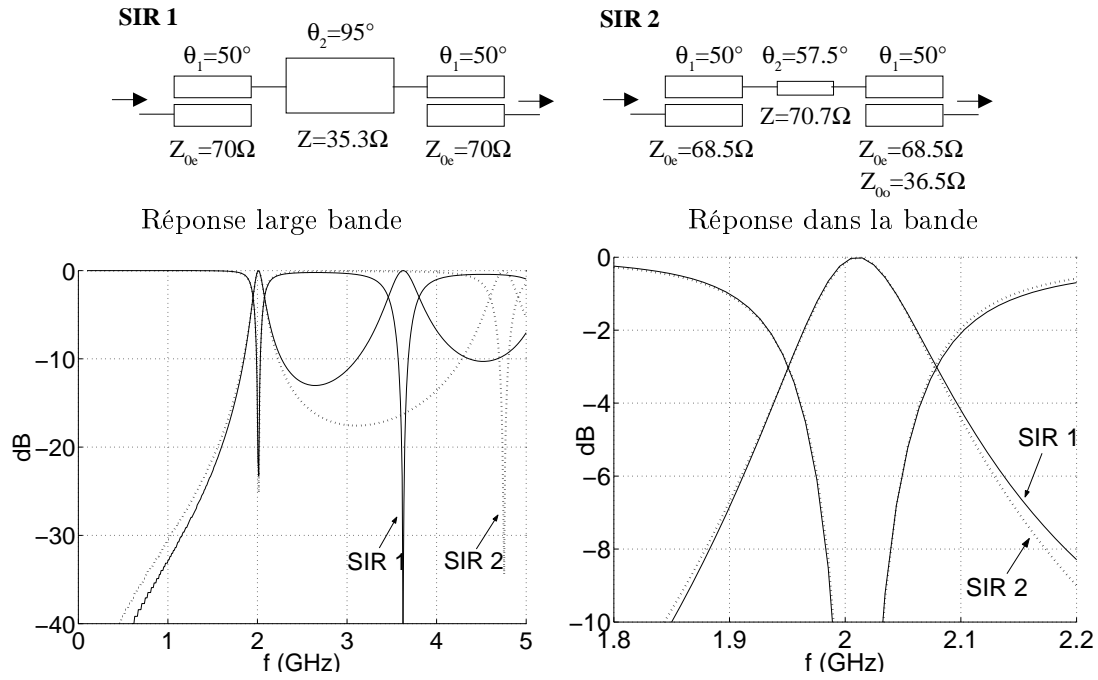 SIR 1
θ₁=50°
θ₂=95°
θ₁=50°
Z₀ₑ=70Ω
Z=35.3Ω
Z₀ₑ=70Ω
SIR 2
θ₁=50°
θ₂=57.5°
θ₁=50°
Z₀ₑ=68.5Ω
Z=70.7Ω
Z₀ₑ=68.5Ω
Z₀ₒ=36.5Ω
Réponse large bande
0
−10
−20
−30
−40
dB
SIR 1
SIR 2
0
1
2
3
4
5
f (GHz)
Réponse dans la bande
0
−2
−4
−6
−8
−10
dB
SIR 1
SIR 2
1.8
1.9
2
2.1
2.2
f (GHz)